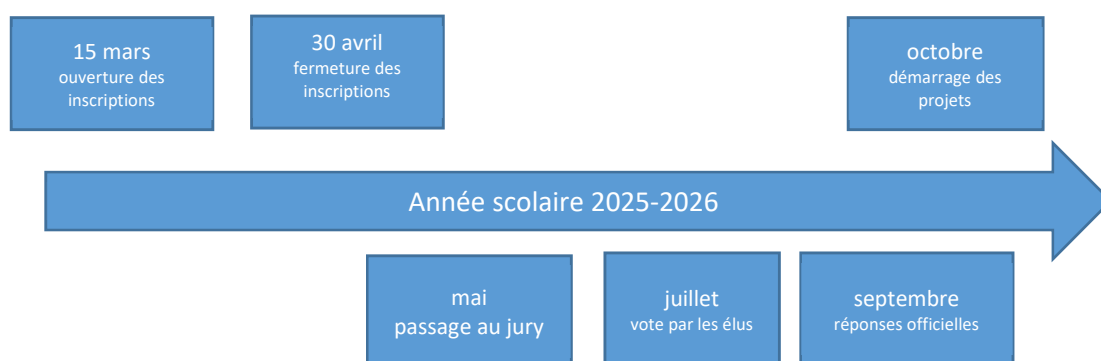 15 mars
ouverture des
inscriptions
30 avril
fermeture des
inscriptions
octobre
démarrage des
projets
Année scolaire 2025-2026
mai
passage au jury
juillet
vote par les élus
septembre
réponses officielles